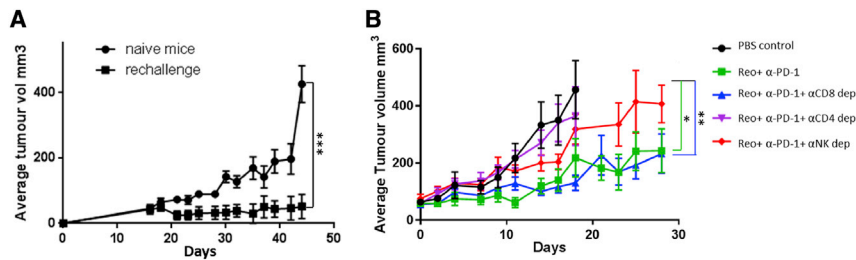 A
Average tumour vol mm3
400
200
0
0
10
20
30
40
50
Days
naive mice
rechallenge
***
B
Average Tumour volume mm3
600
400
200
0
0
10
20
30
Days
PBS control
Reo+ α-PD-1
Reo+ α-PD-1+ αCD8 dep
Reo+ α-PD-1+ αCD4 dep
Reo+ α-PD-1+ αNK dep
*
**